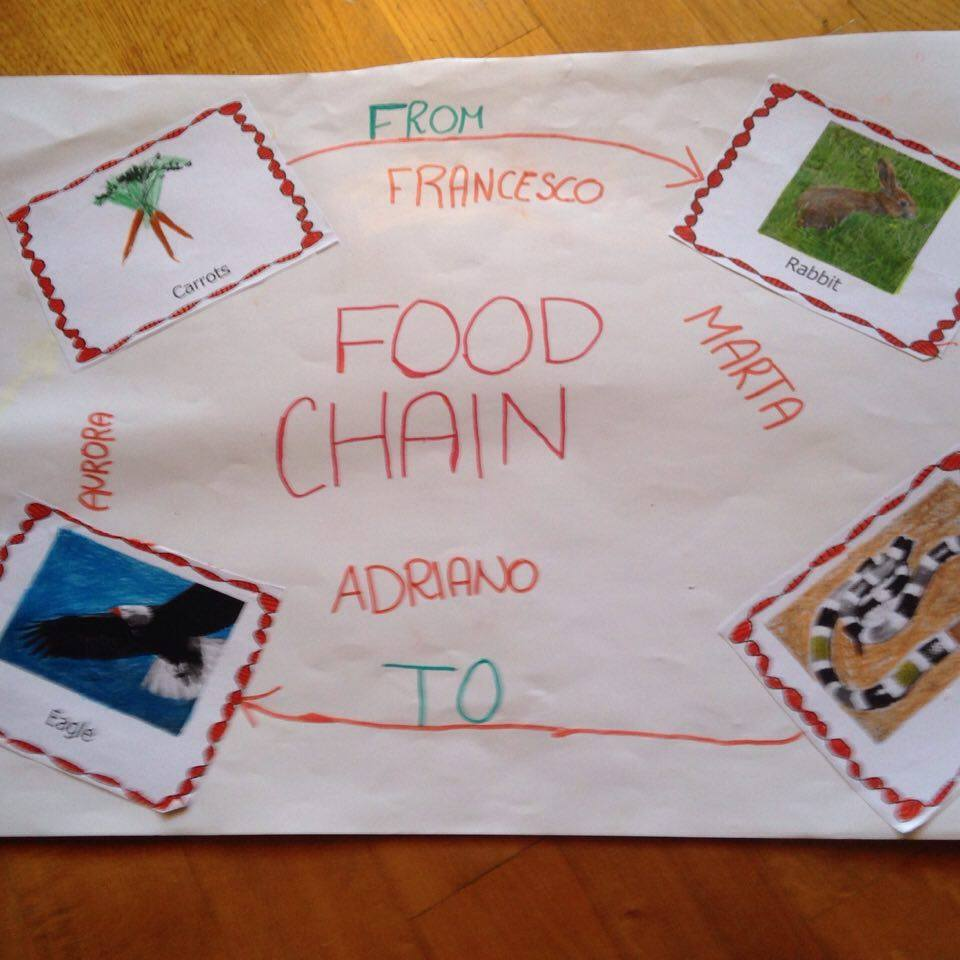 FROM
FRANCESCO
Carrots
Rabbit
FOOD
CHAIN
MARTA
AURORA
ADRIANO
TO
Eagle